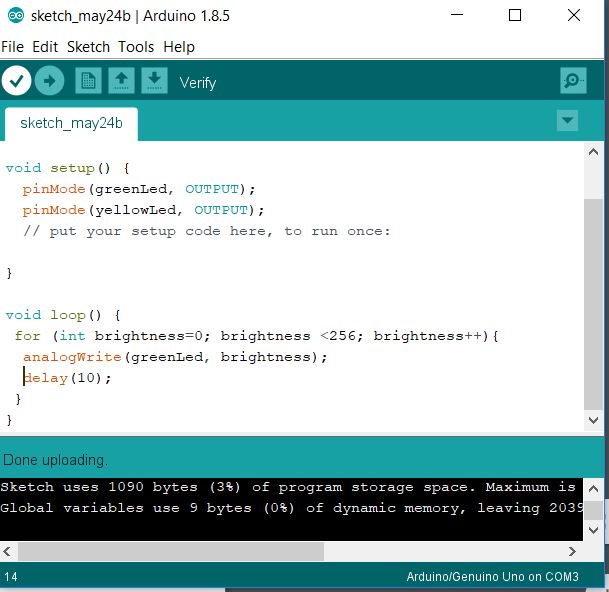 sketch_may24b | Arduino 1.8.5
File Edit Sketch Tools Help
Verify
sketch_may24b
void setup() {
pinMode(greenLed, OUTPUT);
pinMode(yellowLed, OUTPUT);
// put your setup code here, to run once:
}
void loop() {
for (int brightness=0; brightness <256; brightness++){
analogWrite(greenLed, brightness);
delay(10);
}
}
Done uploading.
Sketch uses 1090 bytes (3%) of program storage space. Maximum is
Global variables use 9 bytes (0%) of dynamic memory, leaving 2039
14
Arduino/Genuino Uno on COM3